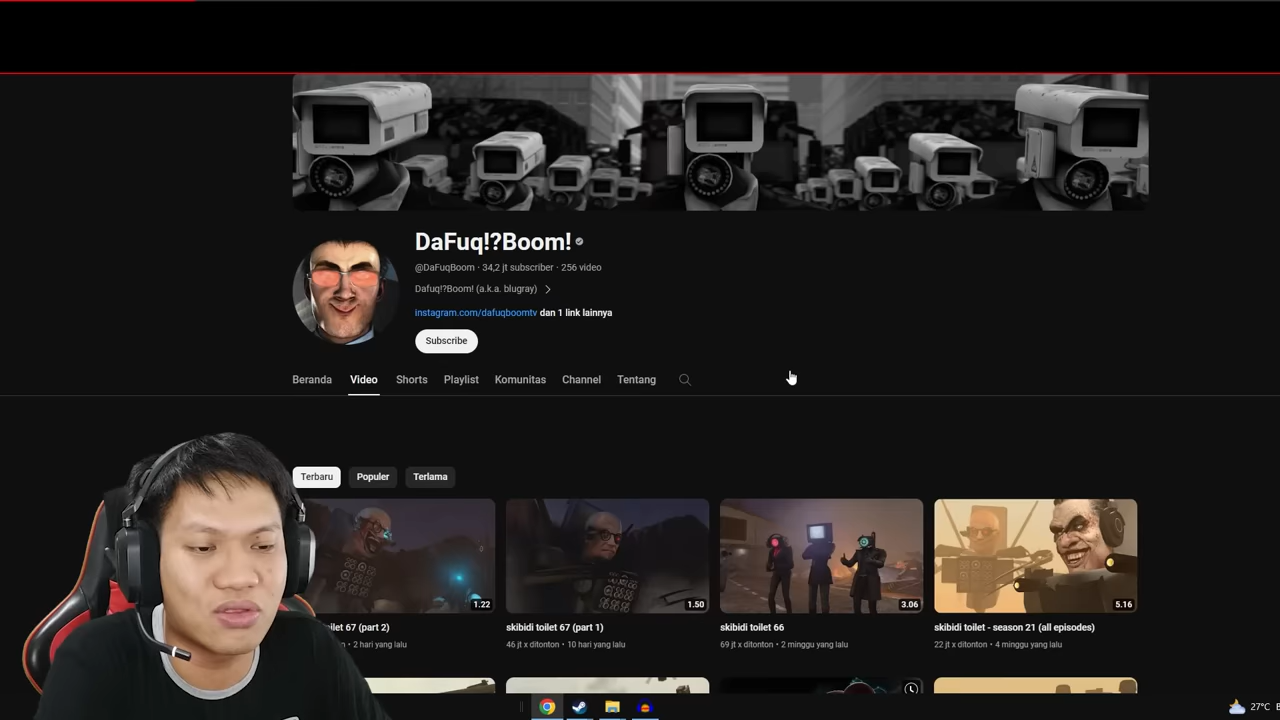 DaFuq!?Boom!
@DaFuqBoom · 34,2 jt subscriber · 256 video
Dafuq!?Boom! (a.k.a. blugray)
instagram.com/dafuqboomtv dan 1 link lainnya
Subscribe
Beranda Video Shorts Playlist Komunitas Channel Tentang
Terbaru Populer Terlama
1.22 1.50 3.06 5.16
67 (part 2) skibidi toilet 67 (part 1) skibidi toilet 66 skibidi toilet - season 21 (all episodes)
• 2 hari yang lalu 46 jt x ditonton • 10 hari yang lalu 69 jt x ditonton • 2 minggu yang lalu 22 jt x ditonton • 4 minggu yang lalu
27°C